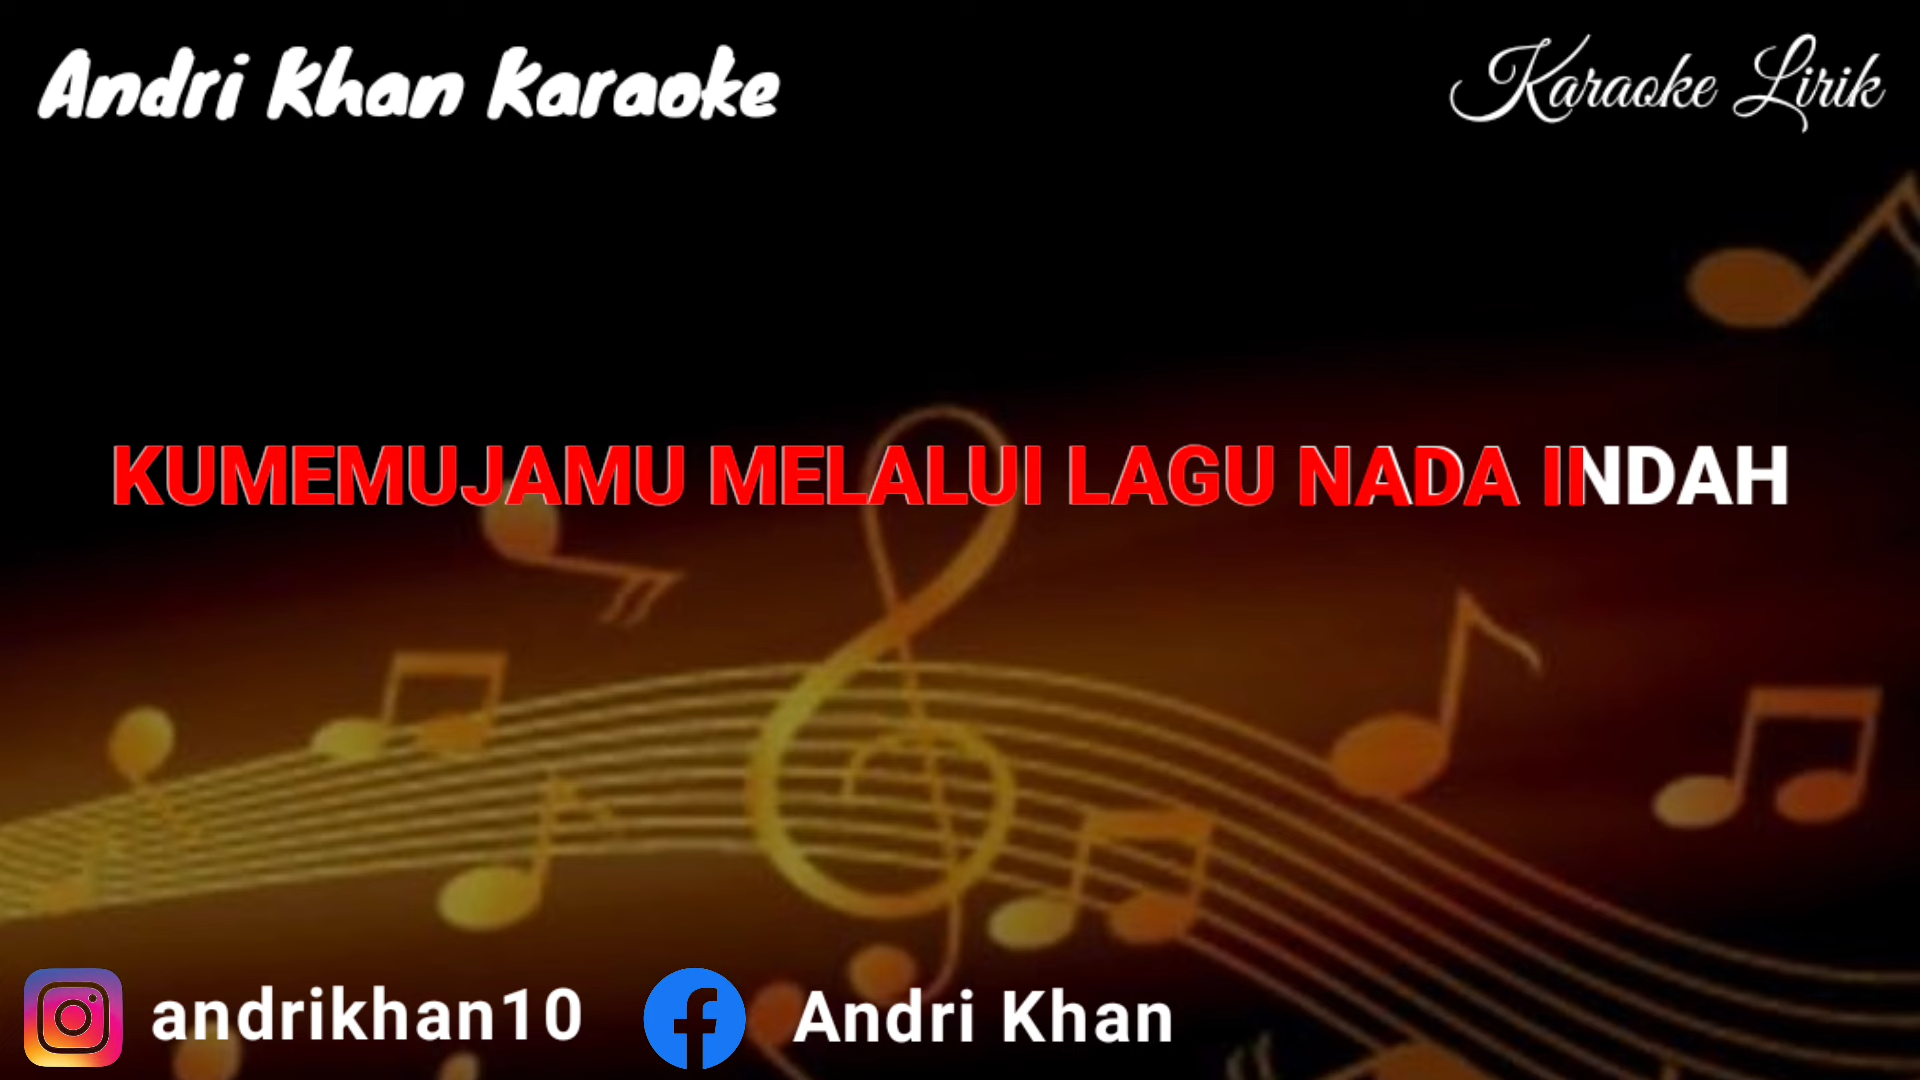 Andri Khan Karaoke
Karaoke Lirik
KUMEMUJAMU MELALUI LAGU NADA INDAH
andrikhan10
Andri Khan